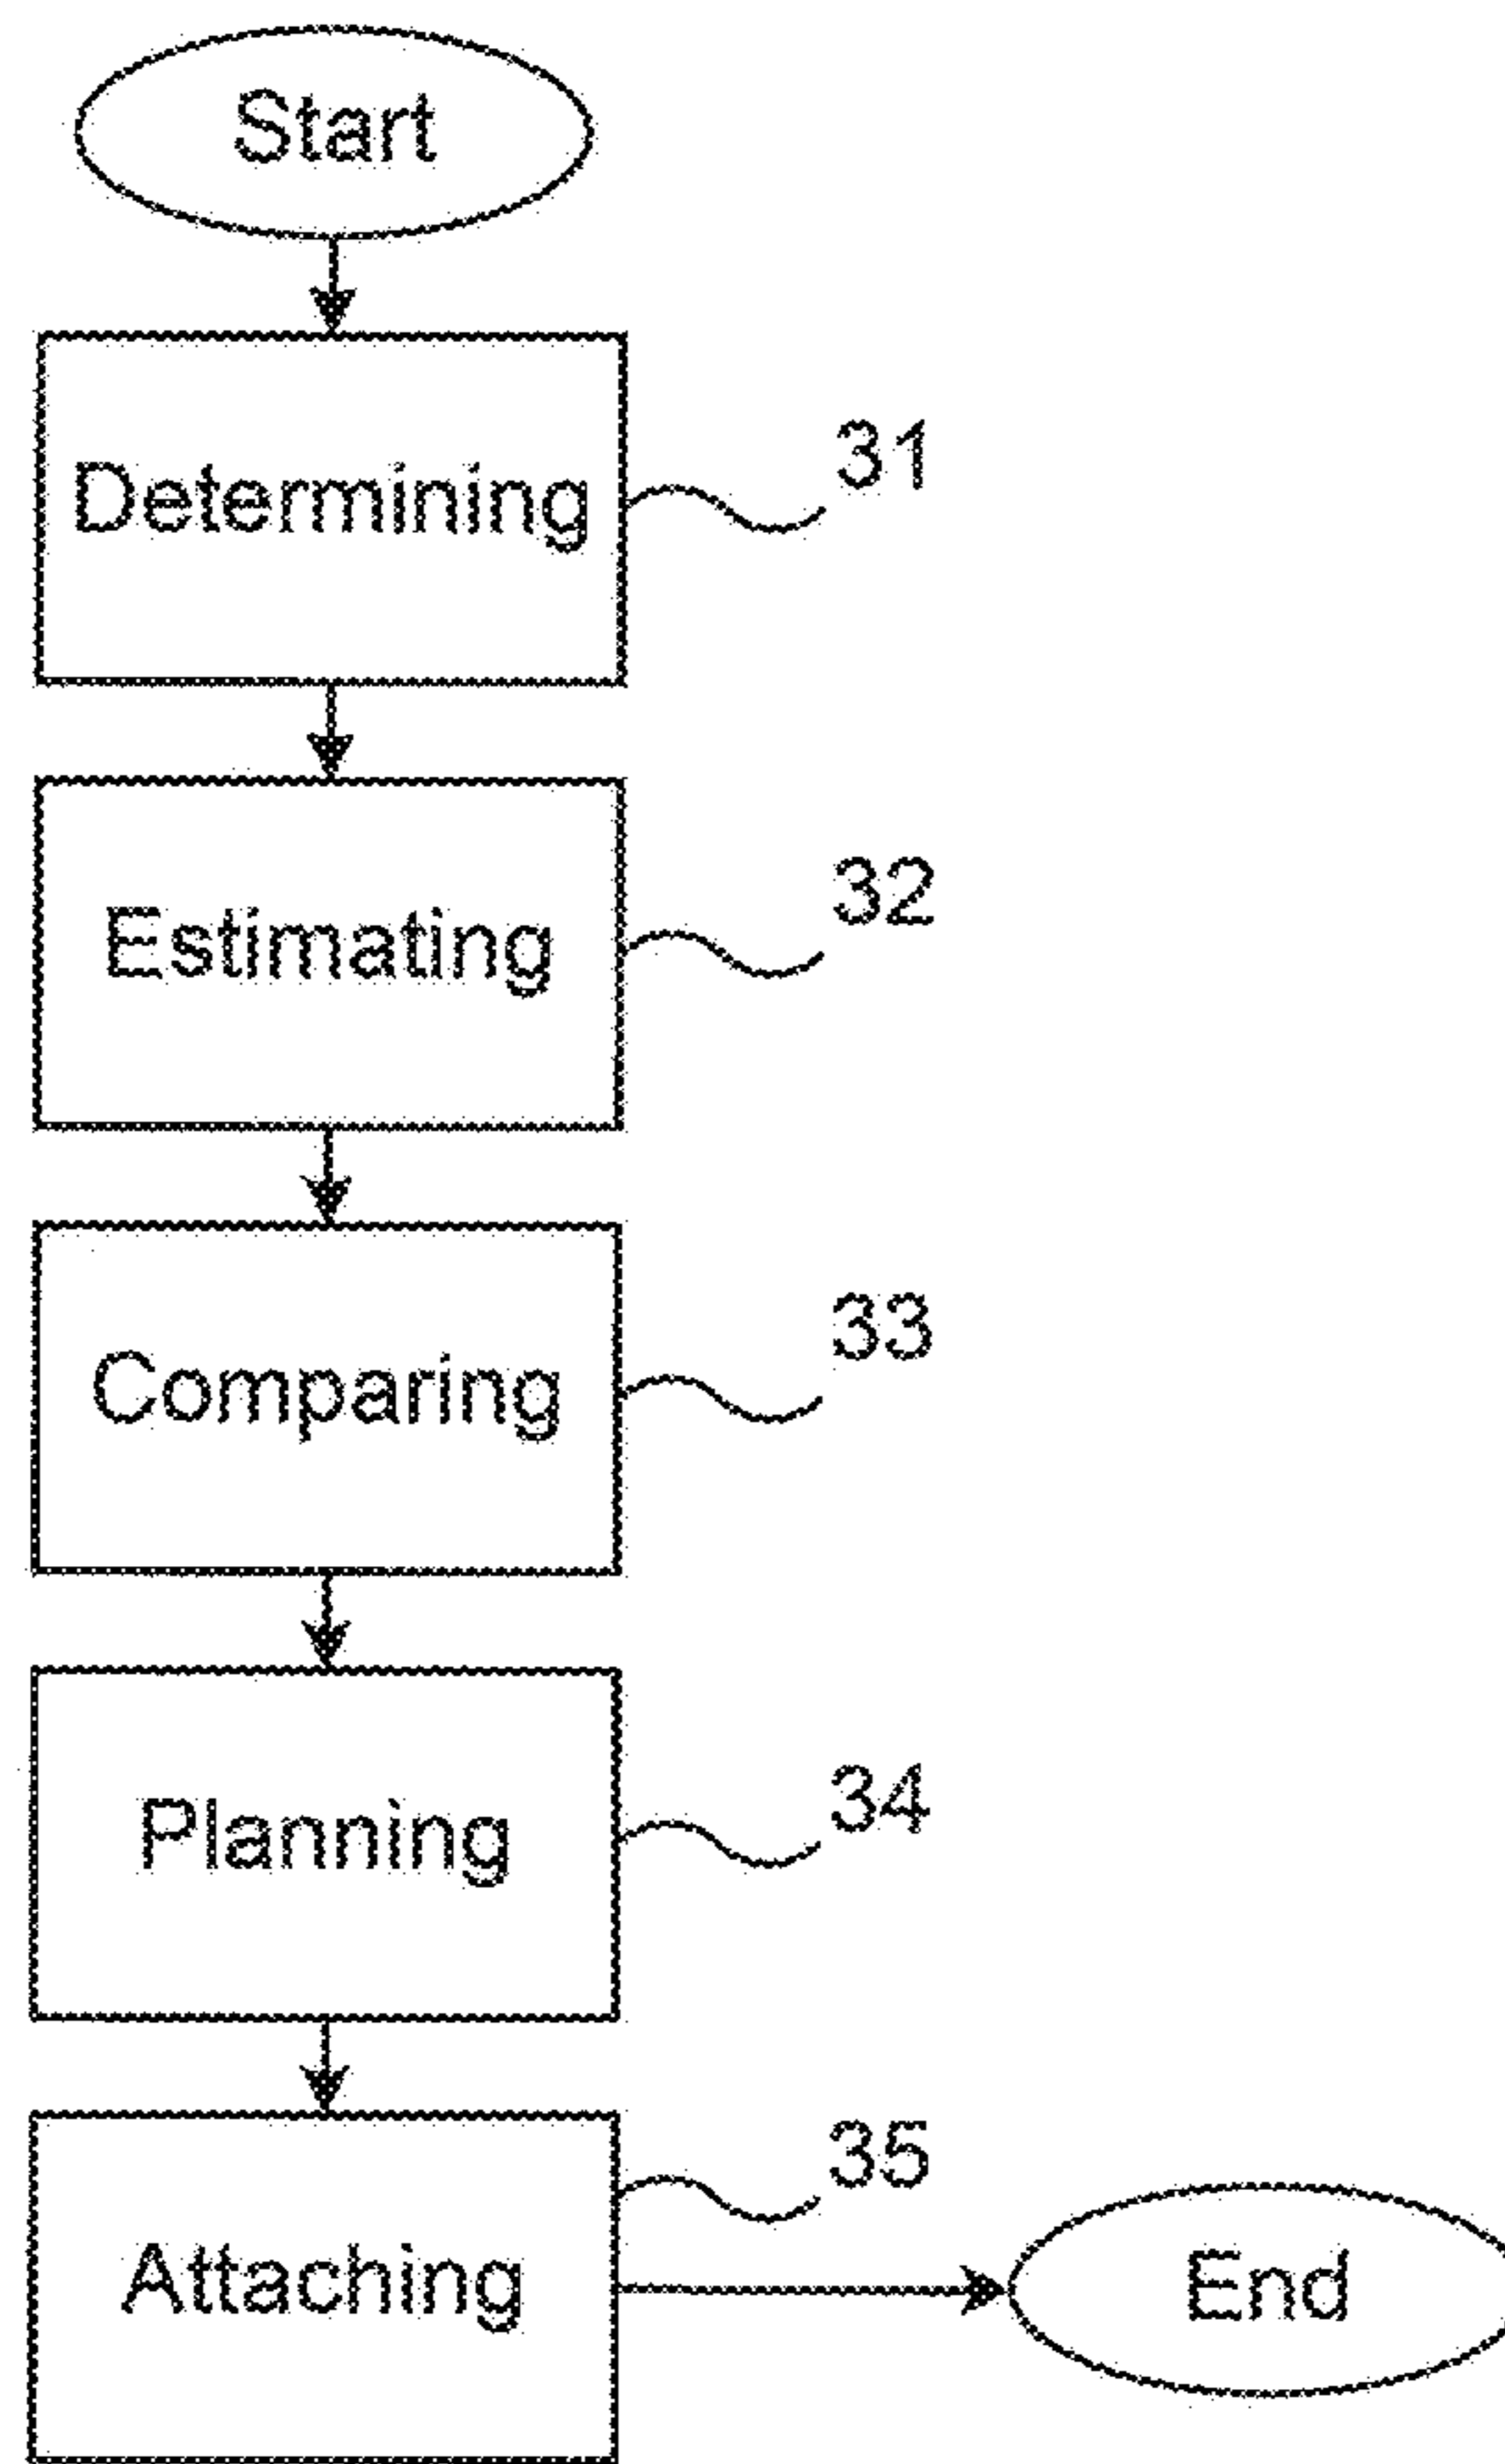 Start
Determining
31
Estimating
32
Comparing
33
Planning
34
Attaching
35
End